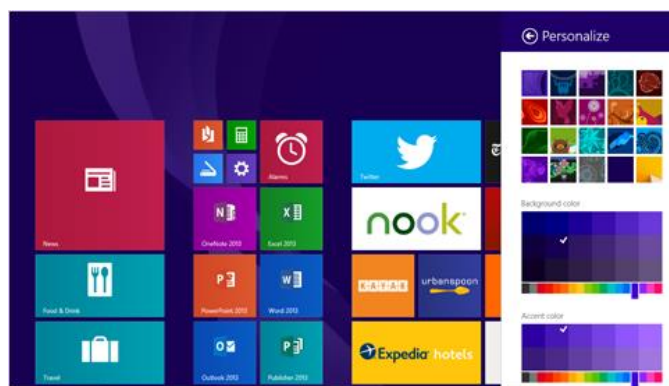 Personalize
News
Alarms
Twitter
OneNote 2013
Excel 2013
nook
Background color
Food & Drink
PowerPoint 2013
Word 2013
KAYAK
urbanspoon
Travel
Outlook 2013
Publisher 2013
Expedia hotels
Accent color